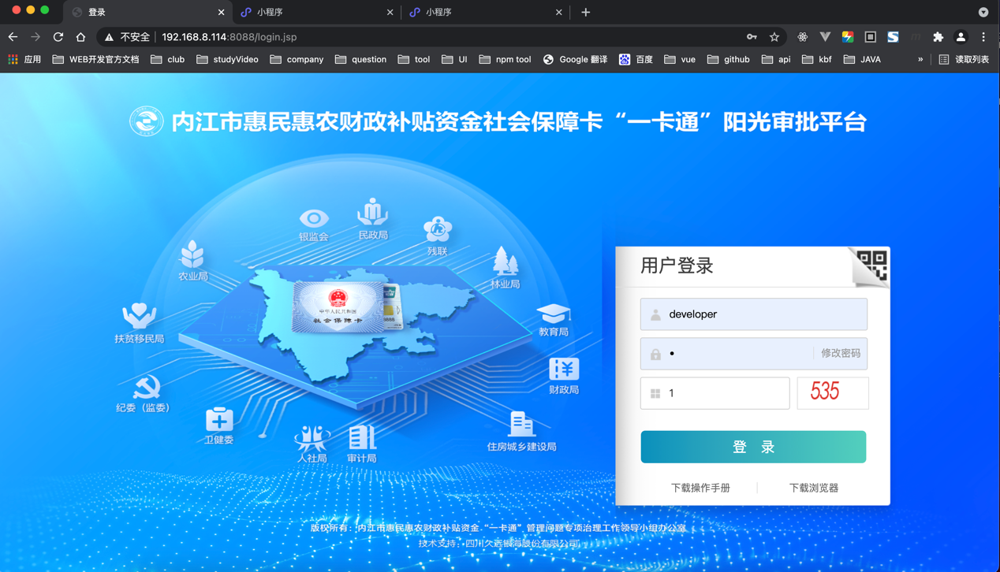 登录
小程序
小程序
不安全 192.168.8.114:8088/login.jsp
应用 WEB开发官方文档 club studyVideo company question tool UI npm tool Google 翻译 百度 vue github api kbf JAVA » 读取列表
内江市惠民惠农财政补贴资金社会保障卡“一卡通”阳光审批平台
银监会
民政局
残联
农业局
林业局
扶贫移民局
教育局
中华人民共和国
社会保障卡
财政局
纪委（监委）
卫健委
人社局
审计局
住房城乡建设局
用户登录
developer
•
修改密码
1
535
登 录
下载操作手册
下载浏览器
版权所有：内江市惠民惠农财政补贴资金“一卡通”管理问题专项治理工作领导小组办公室
技术支持：四川久远银海股份有限公司